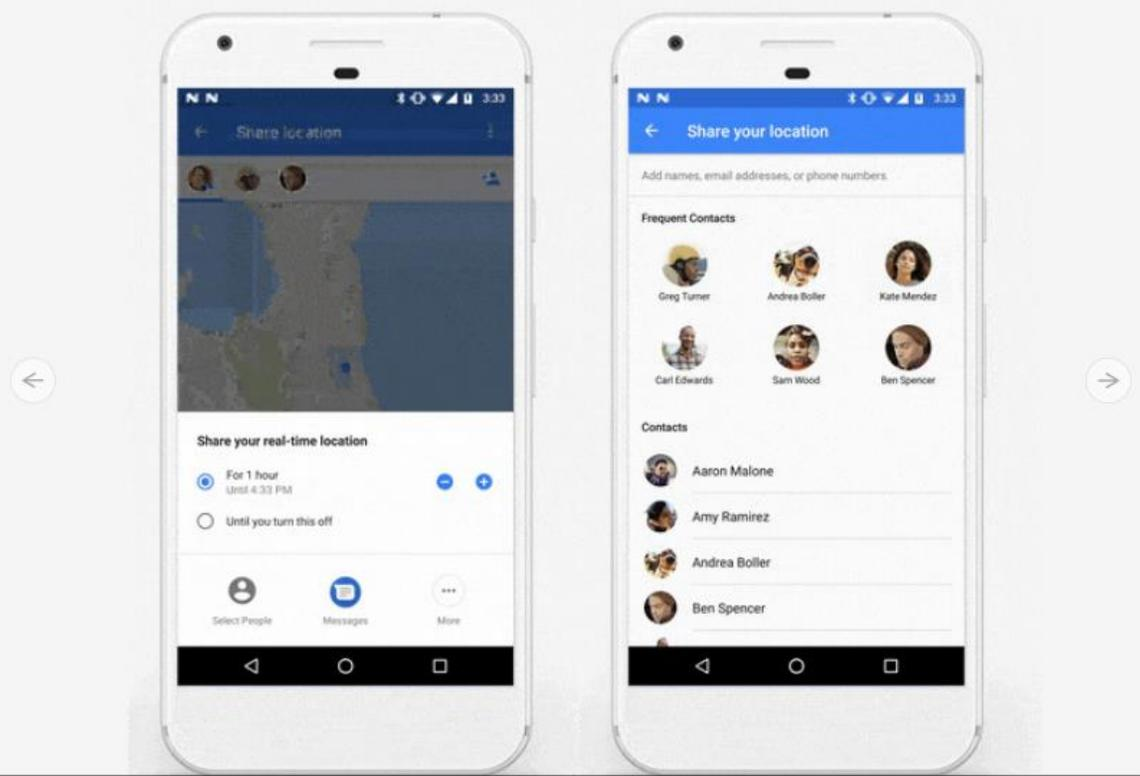 3:33
Share location
Share your real-time location
For 1 hour
Until 4:33 PM
Until you turn this off
Select People
Messages
More
3:33
Share your location
Add names, email addresses, or phone numbers
Frequent Contacts
Greg Turner
Andrea Boller
Kate Mendez
Carl Edwards
Sam Wood
Ben Spencer
Contacts
Aaron Malone
Amy Ramirez
Andrea Boller
Ben Spencer